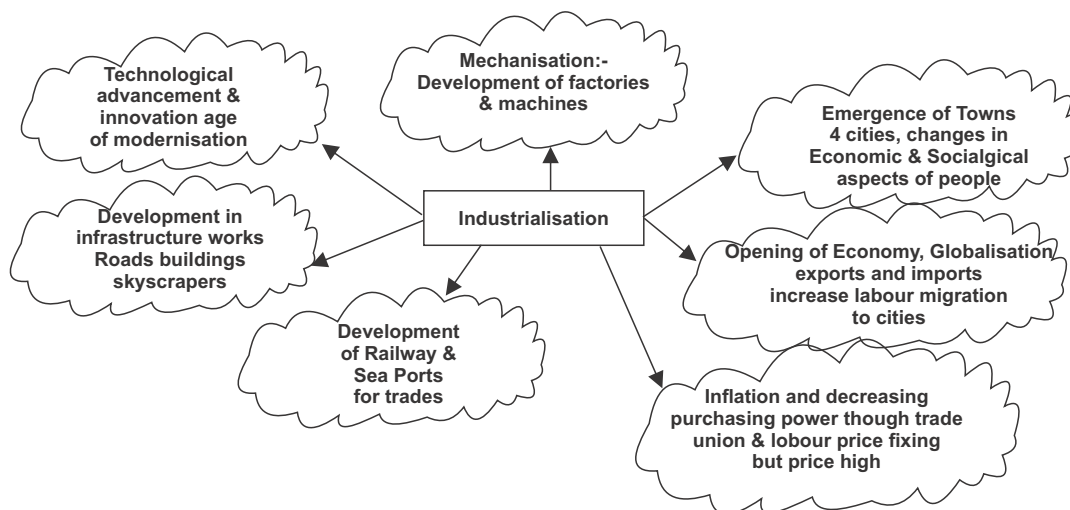 Technological
advancement &
innovation age
of modernisation
Mechanisation:-
Development of factories
& machines
Emergence of Towns
4 cities, changes in
Economic & Socialgical
aspects of people
Industrialisation
Development in
infrastructure works
Roads buildings
skyscrapers
Opening of Economy, Globalisation
exports and imports
increase labour migration
to cities
Development
of Railway &
Sea Ports
for trades
Inflation and decreasing
purchasing power though trade
union & lobour price fixing
but price high